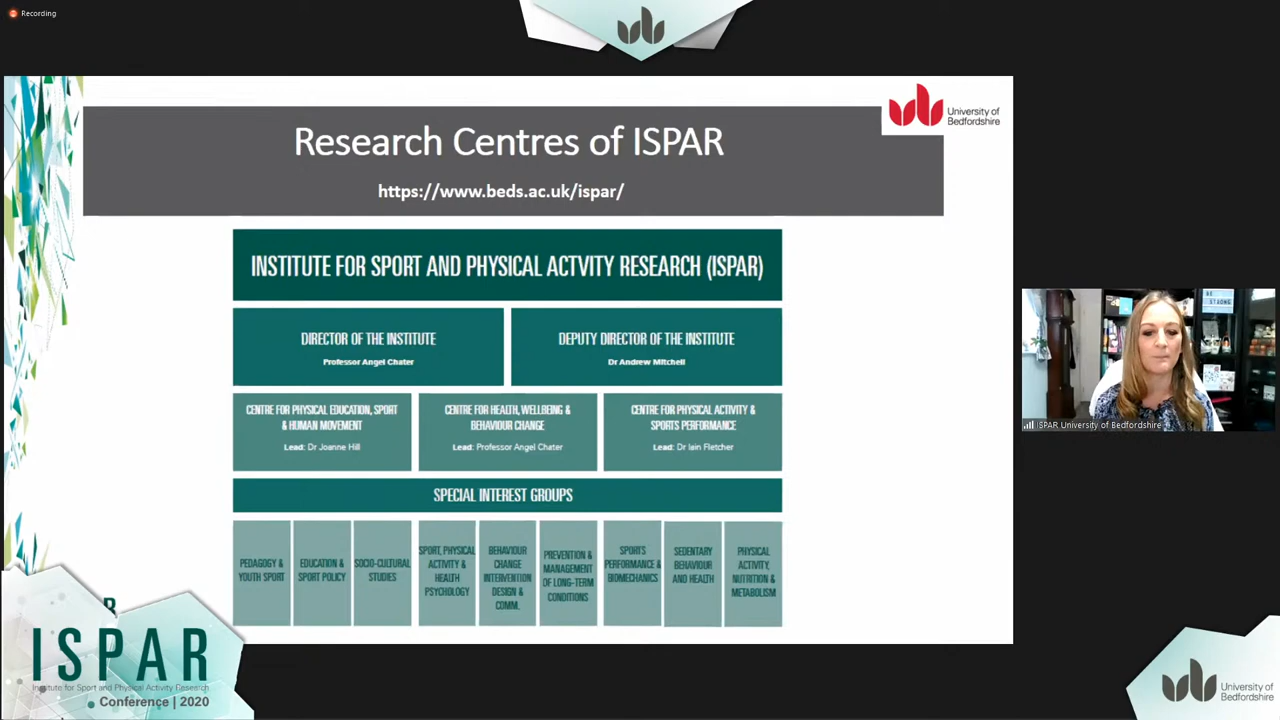 Recording
University of
Bedfordshire
Research Centres of ISPAR
https://www.beds.ac.uk/ispar/
INSTITUTE FOR SPORT AND PHYSICAL ACTVITY RESEARCH (ISPAR)
DIRECTOR OF THE INSTITUTE
Professor Angel Chater
DEPUTY DIRECTOR OF THE INSTITUTE
Dr Andrew Mitchell
CENTRE FOR PHYSICAL EDUCATION, SPORT
& HUMAN MOVEMENT
Lead: Dr Joanne Hill
CENTRE FOR HEALTH, WELLBEING &
BEHAVIOUR CHANGE
Lead: Professor Angel Chater
CENTRE FOR PHYSICAL ACTIVITY &
SPORTS PERFORMANCE
Lead: Dr Iain Fletcher
SPECIAL INTEREST GROUPS
PEDAGOGY &
YOUTH SPORT
EDUCATION &
SPORT POLICY
SOCIO-CULTURAL
STUDIES
SPORT, PHYSICAL
ACTIVITY &
HEALTH
PSYCHOLOGY
BEHAVIOUR
CHANGE
INTERVENTION
DESIGN &
COMM.
PREVENTION &
MANAGEMENT
OF LONG-TERM
CONDITIONS
SPORTS
PERFORMANCE &
BIOMECHANICS
SEDENTARY
BEHAVIOUR
AND HEALTH
PHYSICAL
ACTIVITY,
NUTRITION &
METABOLISM
ISPAR University of Bedfordshire
ISPAR
Institute for Sport and Physical Activity Research
Conference | 2020
University of
Bedfordshire